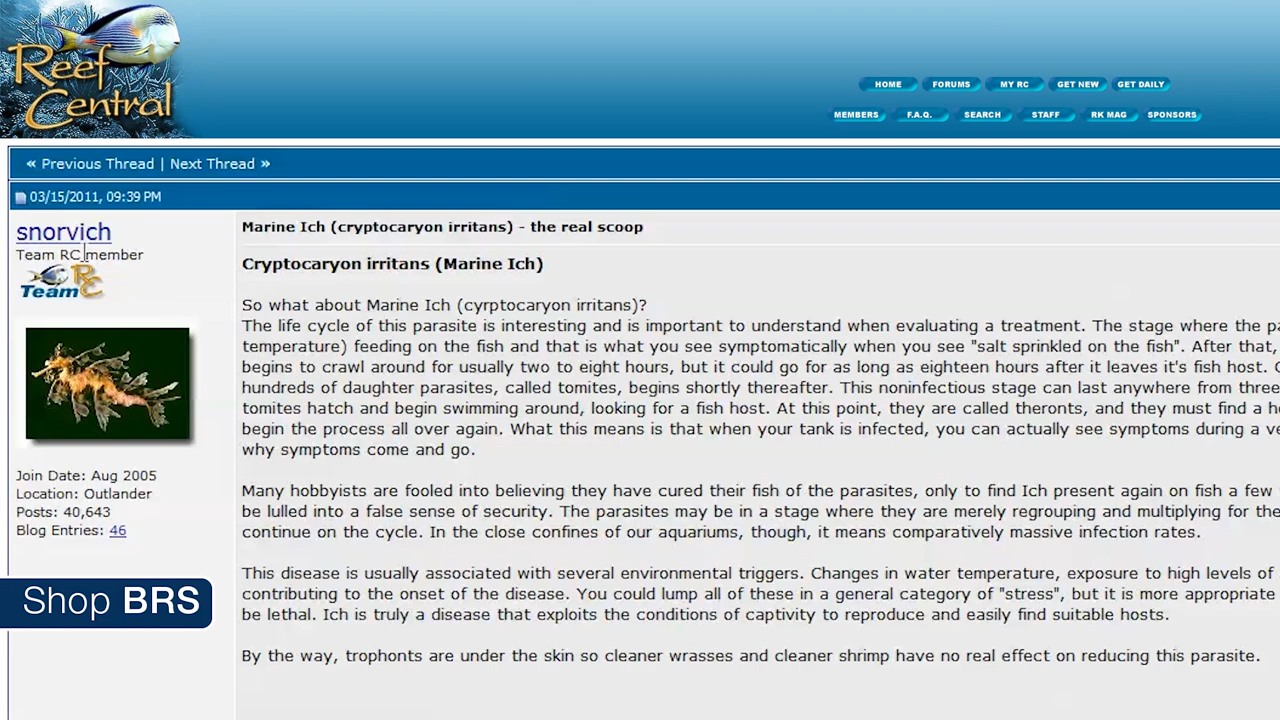 Reef
Central
HOME FORUMS MY RC GET NEW GET DAILY
MEMBERS F.A.Q. SEARCH STAFF RK MAG SPONSORS
« Previous Thread | Next Thread »
03/15/2011, 09:39 PM
snorvich
Team RC member
Team RC
Join Date: Aug 2005
Location: Outlander
Posts: 40,643
Blog Entries: 46
Shop BRS
Marine Ich (cryptocaryon irritans) - the real scoop
Cryptocaryon irritans (Marine Ich)
So what about Marine Ich (cyrptocaryon irritans)?
The life cycle of this parasite is interesting and is important to understand when evaluating a treatment. The stage where the pa
temperature) feeding on the fish and that is what you see symptomatically when you see "salt sprinkled on the fish". After that,
begins to crawl around for usually two to eight hours, but it could go for as long as eighteen hours after it leaves it's fish host.
hundreds of daughter parasites, called tomites, begins shortly thereafter. This noninfectious stage can last anywhere from three
tomites hatch and begin swimming around, looking for a fish host. At this point, they are called theronts, and they must find a h
begin the process all over again. What this means is that when your tank is infected, you can actually see symptoms during a ve
why symptoms come and go.
Many hobbyists are fooled into believing they have cured their fish of the parasites, only to find Ich present again on fish a few
be lulled into a false sense of security. The parasites may be in a stage where they are merely regrouping and multiplying for the
continue on the cycle. In the close confines of our aquariums, though, it means comparatively massive infection rates.
This disease is usually associated with several environmental triggers. Changes in water temperature, exposure to high levels of
contributing to the onset of the disease. You could lump all of these in a general category of "stress", but it is more appropriate
be lethal. Ich is truly a disease that exploits the conditions of captivity to reproduce and easily find suitable hosts.
By the way, trophonts are under the skin so cleaner wrasses and cleaner shrimp have no real effect on reducing this parasite.